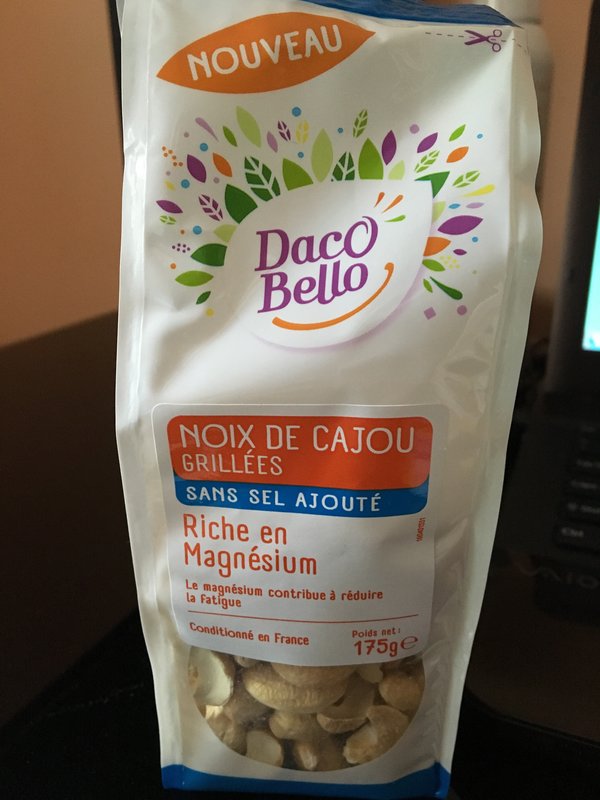 NOUVEAU
Daco
Bello
NOIX DE CAJOU
GRILLÉES
SANS SEL AJOUTÉ
Riche en
Magnésium
Le magnésium contribue à réduire
la fatigue
Conditionné en France
Poids net:
175g℮
Ctrl